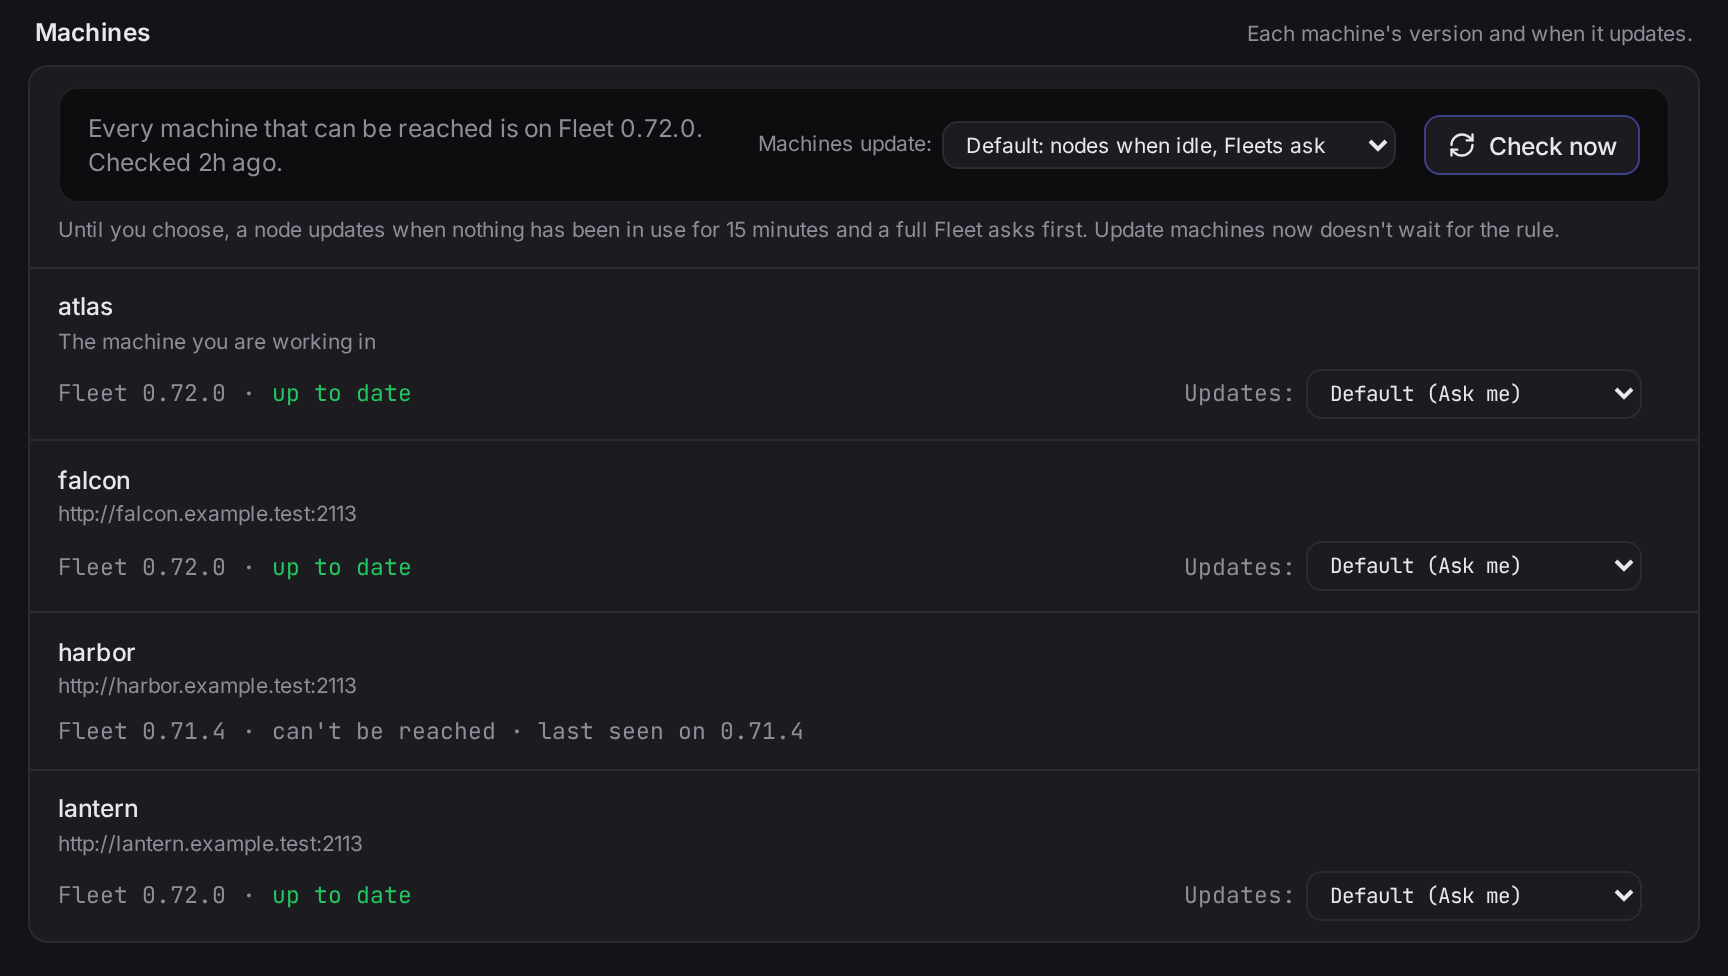 Machines
Each machine's version and when it updates.
Every machine that can be reached is on Fleet 0.72.0.
Checked 2h ago.
Machines update:
Default: nodes when idle, Fleets ask
Check now
Until you choose, a node updates when nothing has been in use for 15 minutes and a full Fleet asks first. Update machines now doesn't wait for the rule.
atlas
The machine you are working in
Fleet 0.72.0 · up to date
Updates: Default (Ask me)
falcon
http://falcon.example.test:2113
Fleet 0.72.0 · up to date
Updates: Default (Ask me)
harbor
http://harbor.example.test:2113
Fleet 0.71.4 · can't be reached · last seen on 0.71.4
lantern
http://lantern.example.test:2113
Fleet 0.72.0 · up to date
Updates: Default (Ask me)